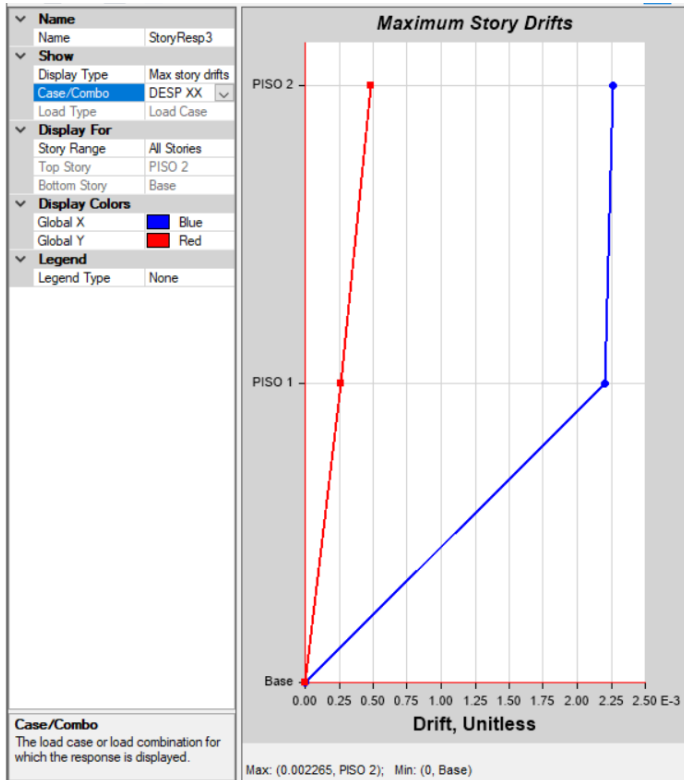 Name
Name StoryResp3
Show
Display Type Max story drifts
Case/Combo DESP XX
Load Type Load Case
Display For
Story Range All Stories
Top Story PISO 2
Bottom Story Base
Display Colors
Global X Blue
Global Y Red
Legend
Legend Type None
Case/Combo
The load case or load combination for
which the response is displayed.
Maximum Story Drifts
PISO 2
PISO 1
Base
0.00 0.25 0.50 0.75 1.00 1.25 1.50 1.75 2.00 2.25 2.50 E-3
Drift, Unitless
Max: (0.002265, PISO 2); Min: (0, Base)